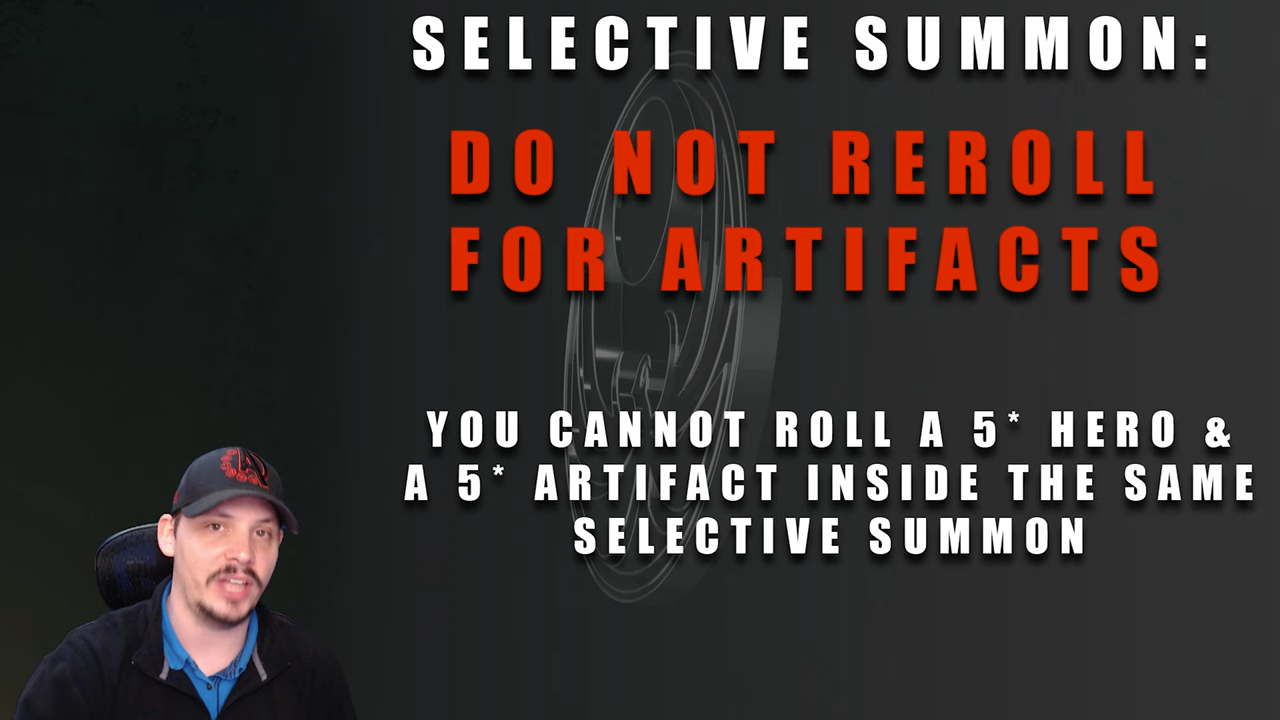 SELECTIVE SUMMON:
DO NOT REROLL
FOR ARTIFACTS
YOU CANNOT ROLL A 5* HERO &
A 5* ARTIFACT INSIDE THE SAME
SELECTIVE SUMMON